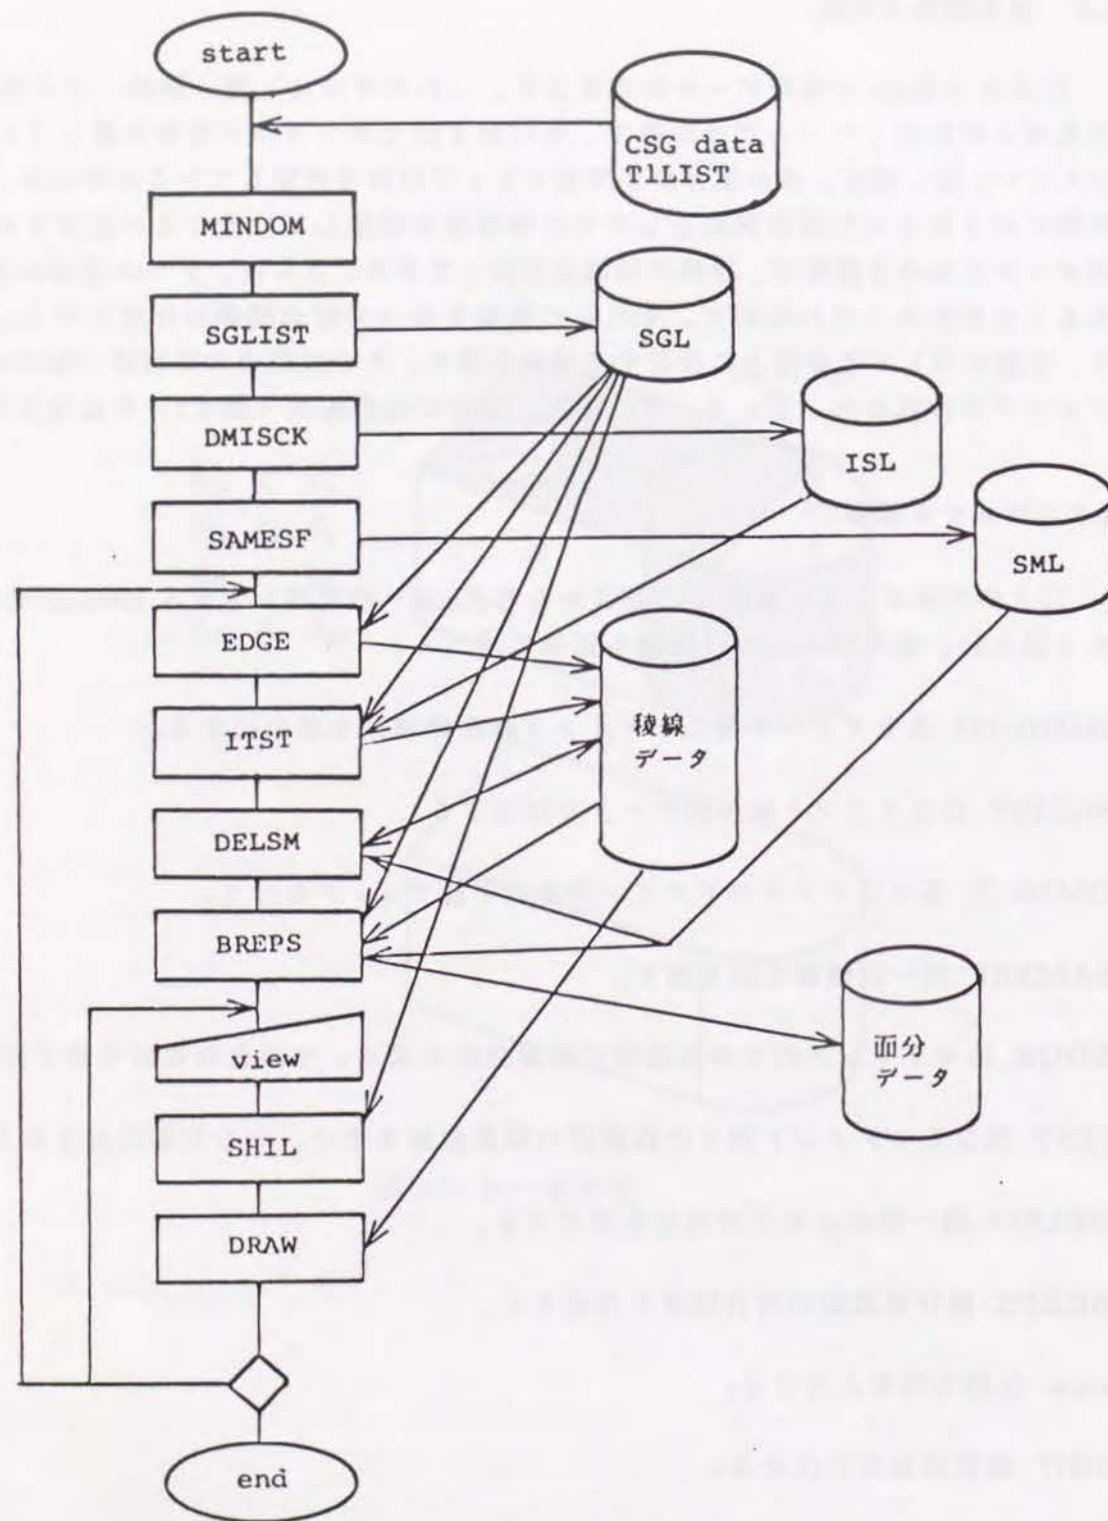 start
CSG data
T1LIST
MINDOM
SGLIST
SGL
DMISCK
ISL
SAMESF
SML
EDGE
ITST
稜線
データ
DELSM
BREPS
view
面分
データ
SHIL
DRAW
end